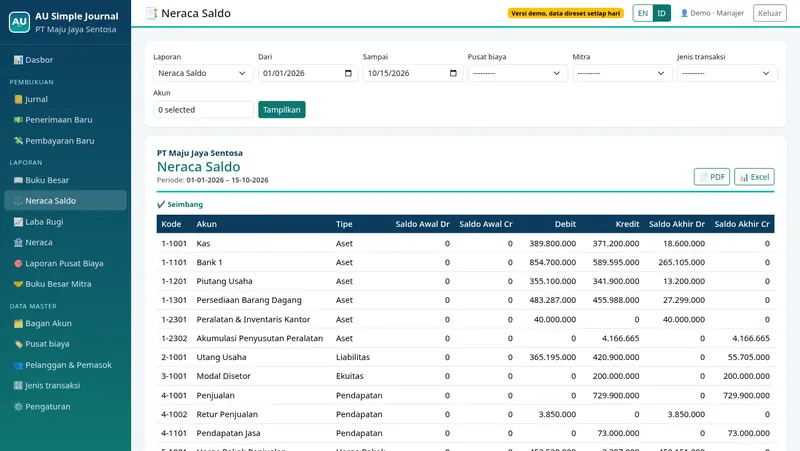 AU
AU Simple Journal
PT Maju Jaya Sentosa
Neraca Saldo
Versi demo, data direset setiap hari
EN ID
Demo · Manajer
Keluar
Dasbor
PEMBUKUAN
Jurnal
Penerimaan Baru
Pembayaran Baru
LAPORAN
Buku Besar
Neraca Saldo
Laba Rugi
Neraca
Laporan Pusat Biaya
Buku Besar Mitra
DATA MASTER
Bagan Akun
Pusat biaya
Pelanggan & Pemasok
Jenis transaksi
Pengaturan
Laporan Dari Sampai Pusat biaya Mitra Jenis transaksi
Neraca Saldo 01/01/2026 10/15/2026 --------- --------- ---------
Akun
0 selected Tampilkan
PT Maju Jaya Sentosa
Neraca Saldo
Periode: 01-01-2026 – 15-10-2026
PDF Excel
✔ Seimbang
Kode Akun Tipe Saldo Awal Dr Saldo Awal Cr Debit Kredit Saldo Akhir Dr Saldo Akhir Cr
1-1001 Kas Aset 0 0 389.800.000 371.200.000 18.600.000 0
1-1101 Bank 1 Aset 0 0 854.700.000 589.595.000 265.105.000 0
1-1201 Piutang Usaha Aset 0 0 355.100.000 341.900.000 13.200.000 0
1-1301 Persediaan Barang Dagang Aset 0 0 483.287.000 455.988.000 27.299.000 0
1-2301 Peralatan & Inventaris Kantor Aset 0 0 40.000.000 0 40.000.000 0
1-2302 Akumulasi Penyusutan Peralatan Aset 0 0 0 4.166.665 0 4.166.665
2-1001 Utang Usaha Liabilitas 0 0 365.195.000 420.900.000 0 55.705.000
3-1001 Modal Disetor Ekuitas 0 0 0 200.000.000 0 200.000.000
4-1001 Penjualan Pendapatan 0 0 0 729.900.000 0 729.900.000
4-1002 Retur Penjualan Pendapatan 0 0 3.850.000 0 3.850.000 0
4-1101 Pendapatan Jasa Pendapatan 0 0 0 73.000.000 0 73.000.000